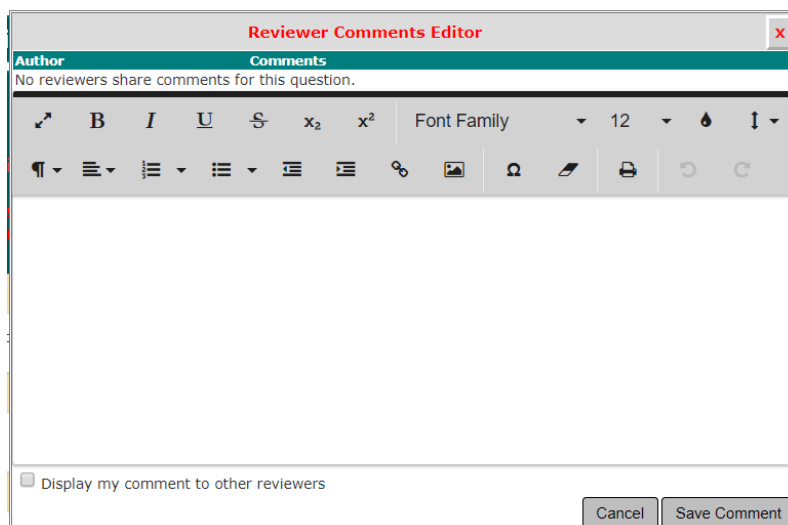 Reviewer Comments Editor x
Author Comments
No reviewers share comments for this question.
B I U S x₂ x² Font Family 12
¶ Ω
Display my comment to other reviewers
Cancel Save Comment